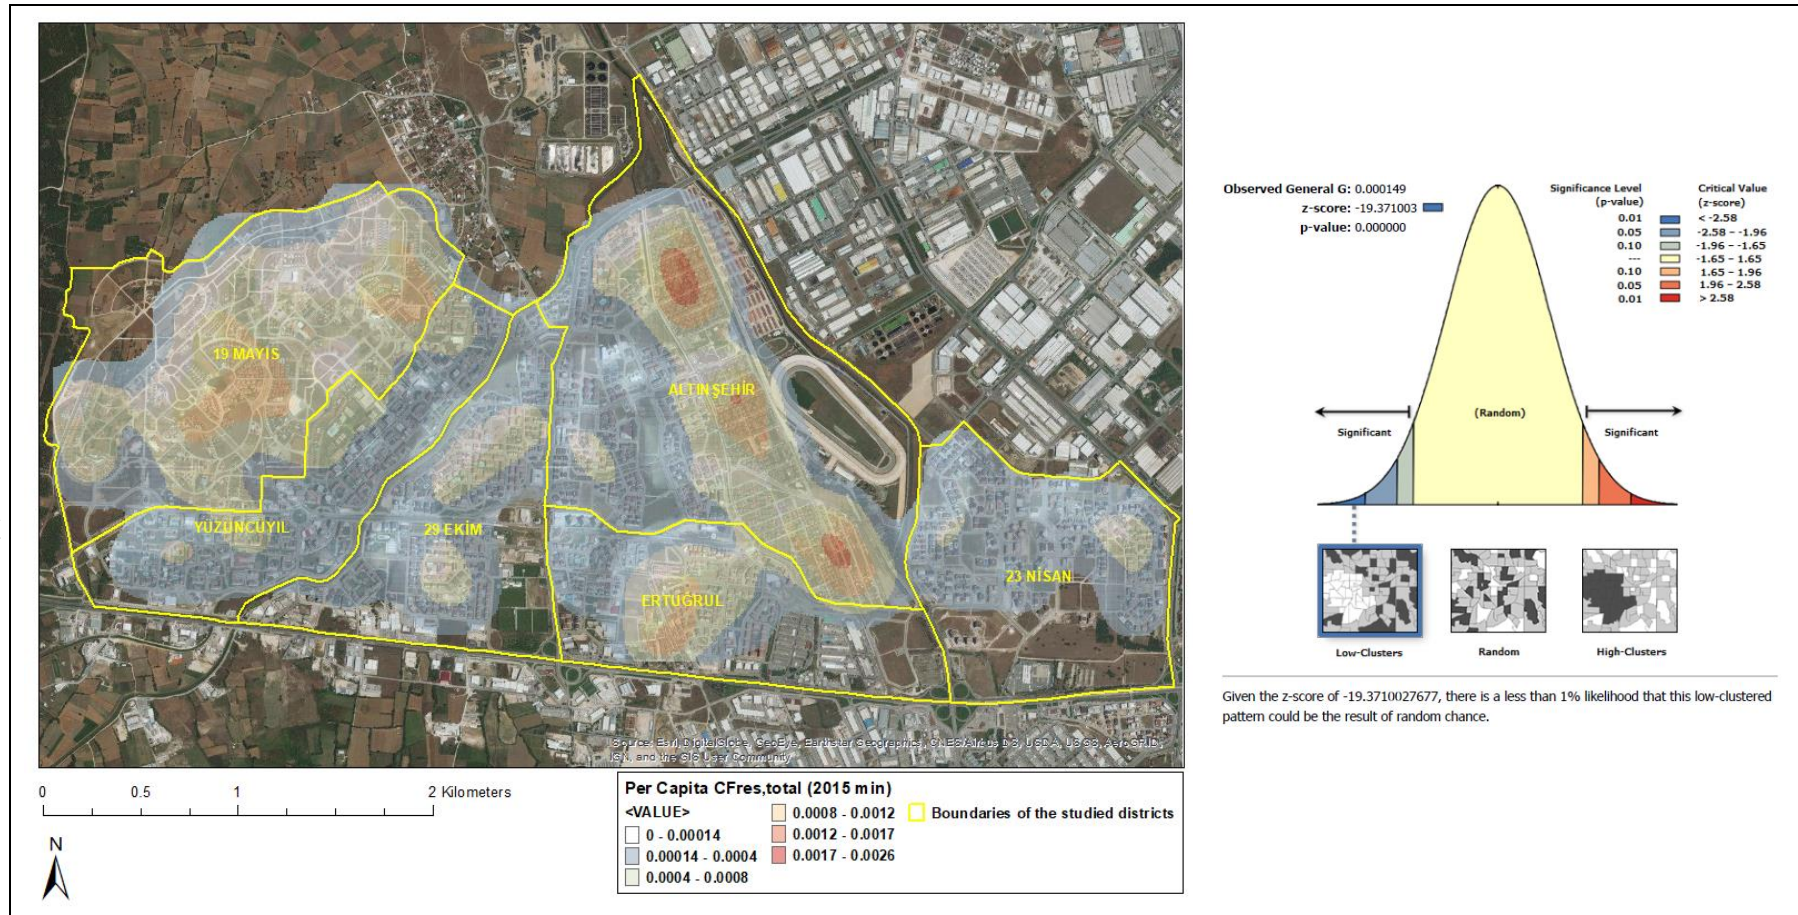 19 MAYIS
ALTINŞEHİR
YÜZÜNCÜYIL
29 EKİM
23 NİSAN
ERTUĞRUL
Source: Esri, DigitalGlobe, GeoEye, Earthstar Geographics, CNES/Airbus DS, USDA, USGS, AeroGRID,
IGN, and the GIS User Community
0 0.5 1 2 Kilometers
N
Per Capita CFres,total (2015 min)
<VALUE>
0 - 0.00014
0.00014 - 0.0004
0.0004 - 0.0008
0.0008 - 0.0012
0.0012 - 0.0017
0.0017 - 0.0026
Boundaries of the studied districts
Observed General G: 0.000149
z-score: -19.371003
p-value: 0.000000
Significance Level Critical Value
(p-value) (z-score)
0.01 < -2.58
0.05 -2.58 - -1.96
0.10 -1.96 - -1.65
--- -1.65 - 1.65
0.10 1.65 - 1.96
0.05 1.96 - 2.58
0.01 > 2.58
(Random)
Significant Significant
Low-Clusters Random High-Clusters
Given the z-score of -19.3710027677, there is a less than 1% likelihood that this low-clustered
pattern could be the result of random chance.